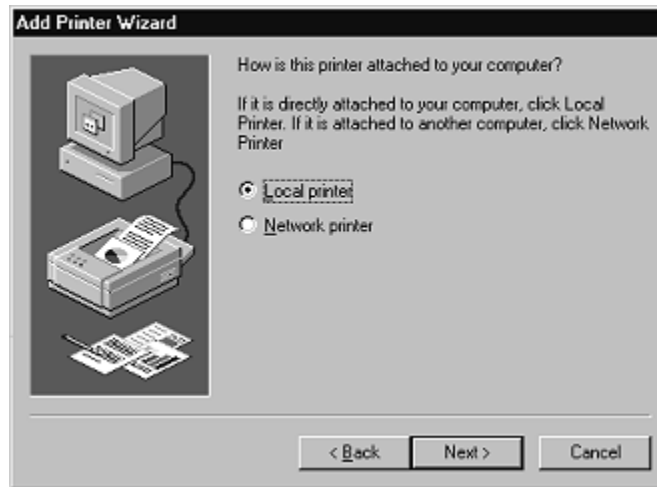 Add Printer Wizard
How is this printer attached to your computer?
If it is directly attached to your computer, click Local
Printer. If it is attached to another computer, click Network
Printer
Local printer
Network printer
< Back
Next >
Cancel